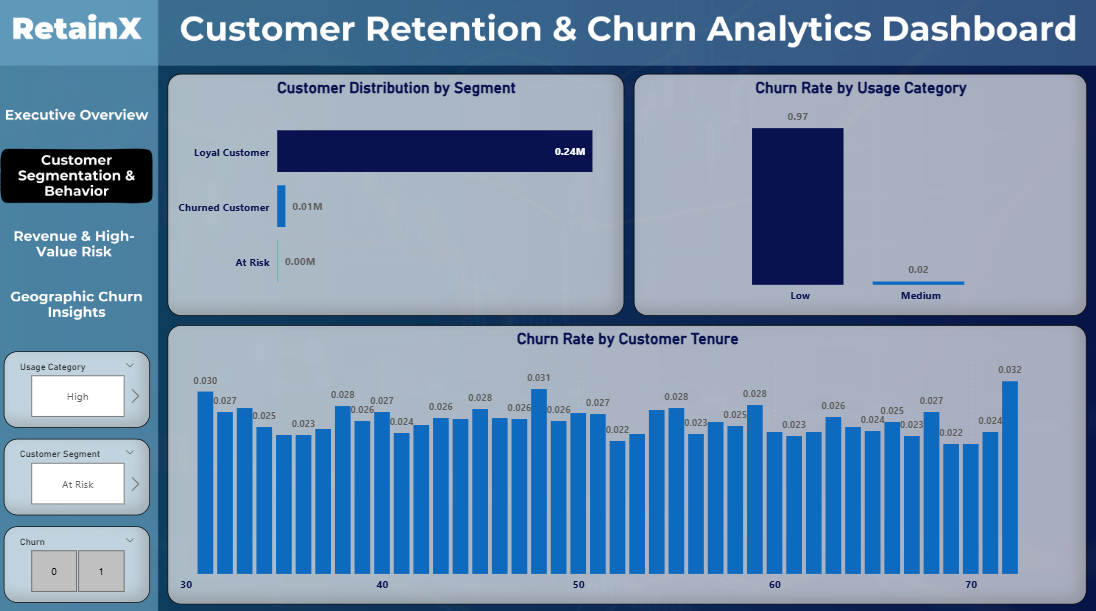 RetainX
Customer Retention & Churn Analytics Dashboard
Executive Overview
Customer
Segmentation &
Behavior
Revenue & High-
Value Risk
Geographic Churn
Insights
Usage Category
High
Customer Segment
At Risk
Churn
0 1
Customer Distribution by Segment
Loyal Customer 0.24M
Churned Customer 0.01M
At Risk 0.00M
Churn Rate by Usage Category
0.97
0.02
Low Medium
Churn Rate by Customer Tenure
0.030 0.027 0.025 0.023 0.028 0.026 0.027 0.024 0.026 0.028 0.026 0.031 0.026 0.027 0.022 0.028 0.023 0.025 0.028 0.023 0.026 0.024 0.025 0.023 0.027 0.022 0.024 0.032
30 40 50 60 70